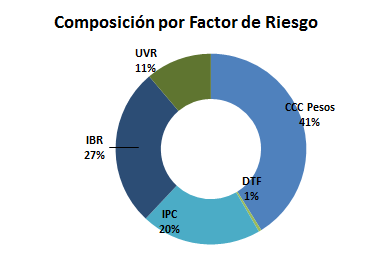 Composición por Factor de Riesgo
UVR
11%
CCC Pesos
41%
IBR
27%
DTF
1%
IPC
20%